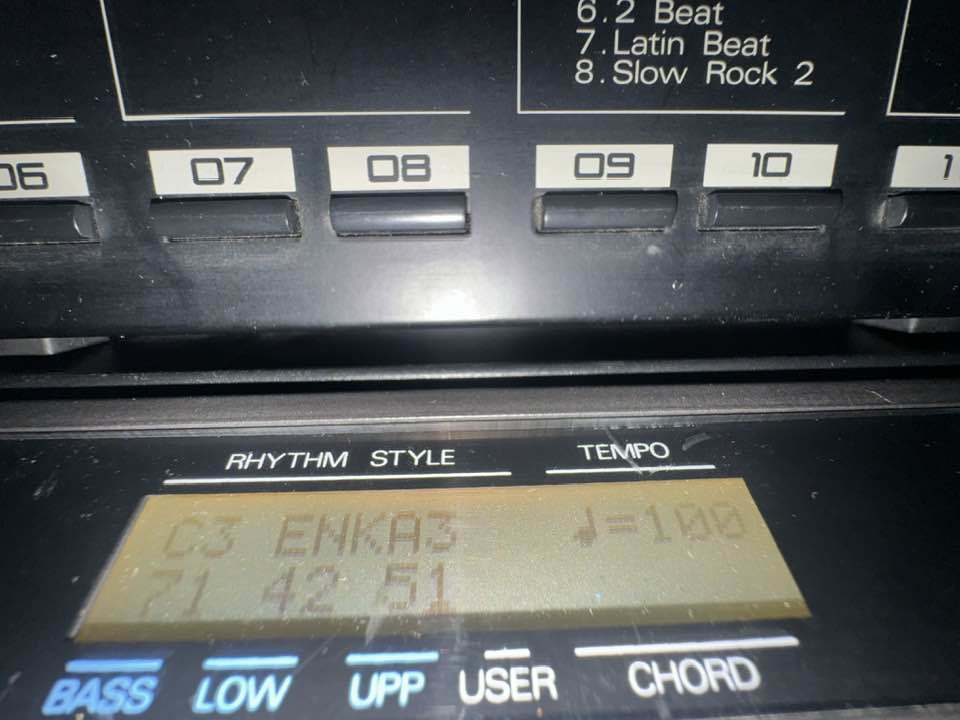 6.2 Beat
7.Latin Beat
8.Slow Rock 2
06 07 08 09 10 1
RHYTHM STYLE TEMPO
C3 ENKA3 ♩=100
71 42 51
BASS LOW UPP USER CHORD